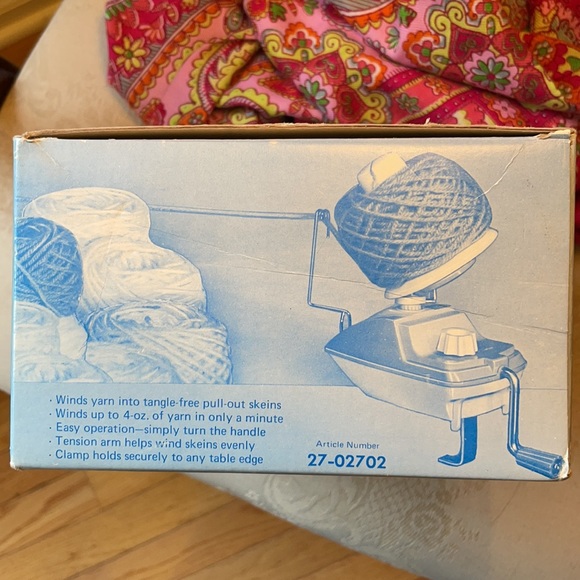 · Winds yarn into tangle-free pull-out skeins
· Winds up to 4-oz. of yarn in only a minute
· Easy operation—simply turn the handle
· Tension arm helps wind skeins evenly
· Clamp holds securely to any table edge
Article Number
27-02702